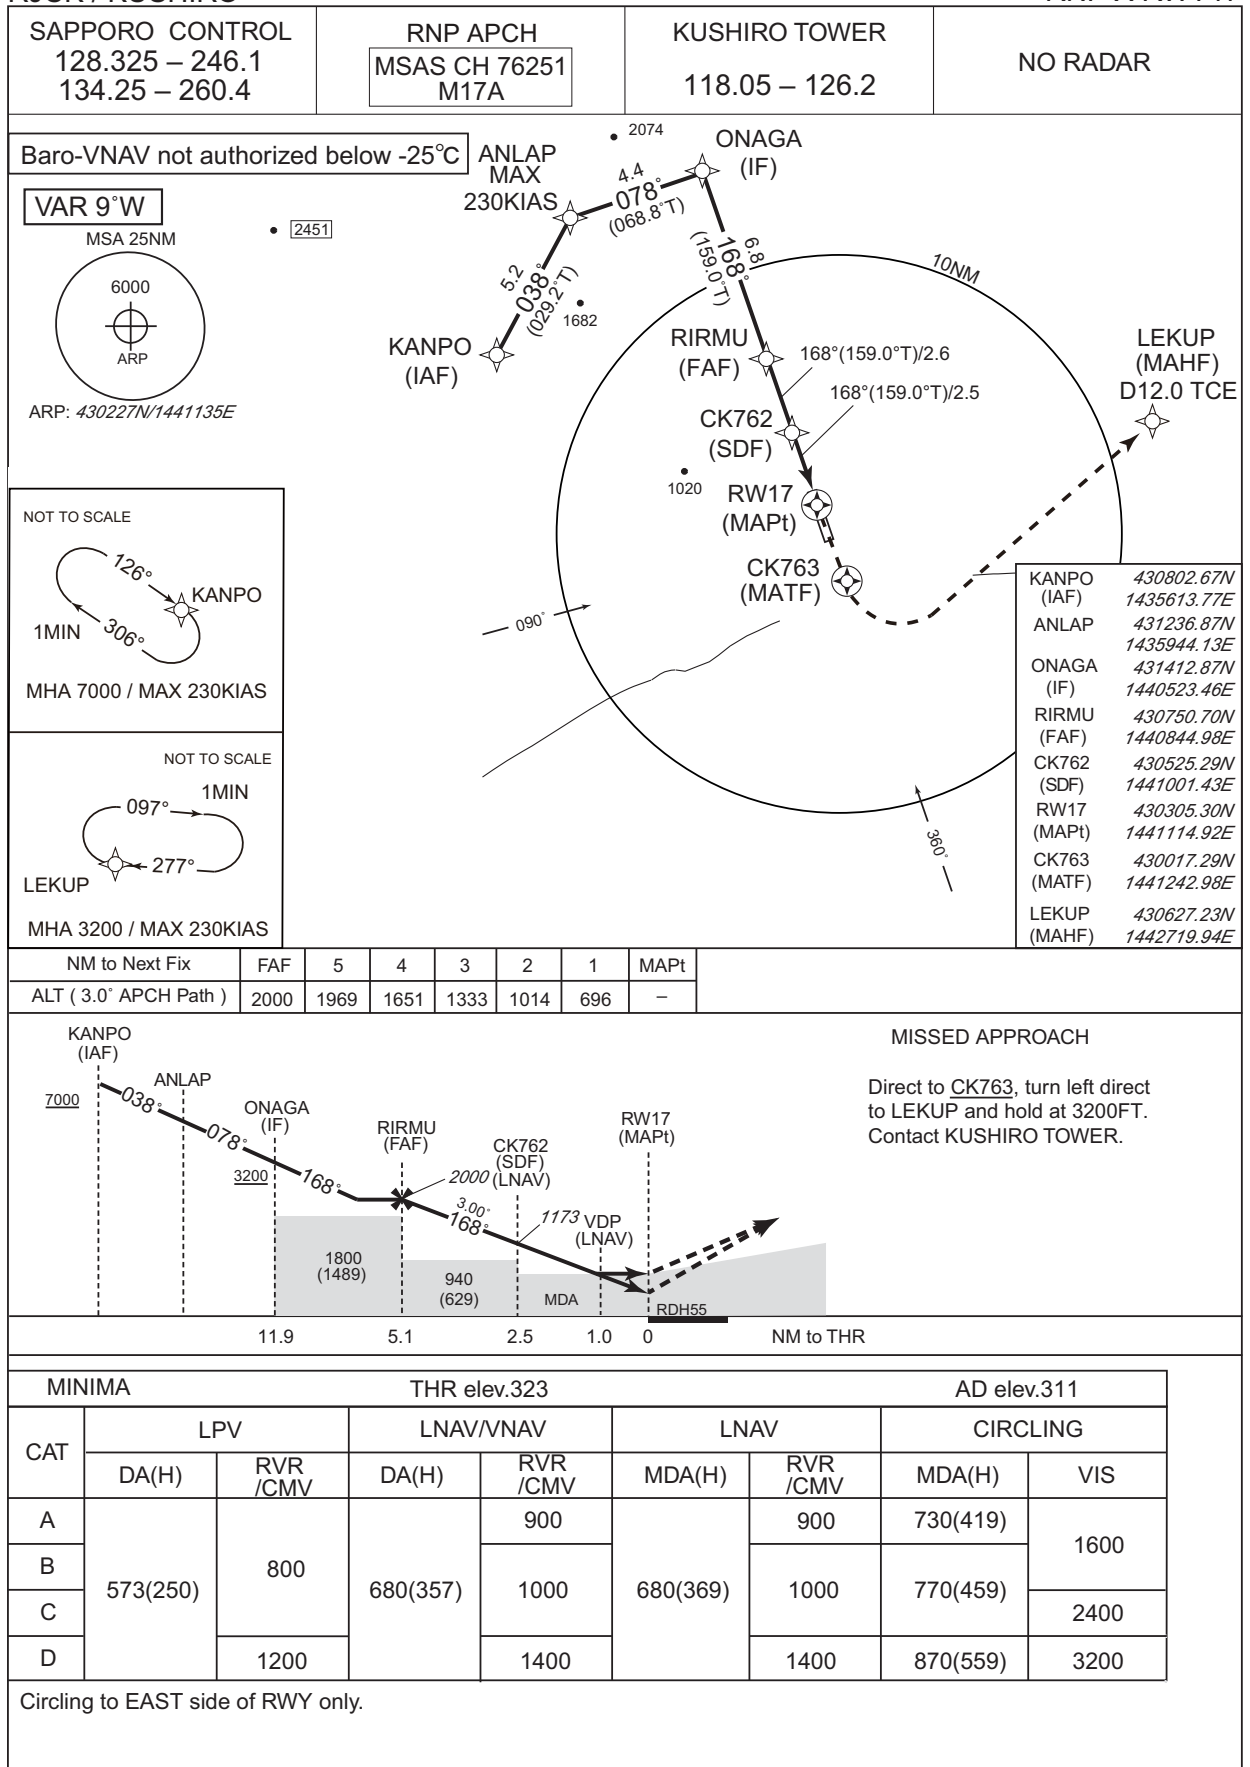 SAPPORO CONTROL
128.325 – 246.1
134.25 – 260.4
RNP APCH
MSAS CH 76251
M17A
KUSHIRO TOWER
118.05 – 126.2
NO RADAR
Baro-VNAV not authorized below -25°C
VAR 9°W
MSA 25NM
6000
ARP
ARP: 430227N/1441135E
2451
2074
1682
1020
ANLAP
MAX
230KIAS
ONAGA
(IF)
4.4
078°
(068.8°T)
5.2
038°
(029.2°T)
KANPO
(IAF)
6.8
168°
(159.0°T)
10NM
RIRMU
(FAF)
168°(159.0°T)/2.6
168°(159.0°T)/2.5
CK762
(SDF)
RW17
(MAPt)
CK763
(MATF)
LEKUP
(MAHF)
D12.0 TCE
090°
360°
NOT TO SCALE
126°
KANPO
1MIN
306°
MHA 7000 / MAX 230KIAS
NOT TO SCALE
1MIN
097°
277°
LEKUP
MHA 3200 / MAX 230KIAS
KANPO 430802.67N
(IAF) 1435613.77E
ANLAP 431236.87N
1435944.13E
ONAGA 431412.87N
(IF) 1440523.46E
RIRMU 430750.70N
(FAF) 1440844.98E
CK762 430525.29N
(SDF) 1441001.43E
RW17 430305.30N
(MAPt) 1441114.92E
CK763 430017.29N
(MATF) 1441242.98E
LEKUP 430627.23N
(MAHF) 1442719.94E
NM to Next Fix FAF 5 4 3 2 1 MAPt
ALT ( 3.0° APCH Path ) 2000 1969 1651 1333 1014 696 –
KANPO
(IAF)
7000
038°
ANLAP
078°
ONAGA
(IF)
3200
168°
RIRMU
(FAF)
2000
CK762
(SDF)
(LNAV)
3.00°
168°
1173
VDP
(LNAV)
RW17
(MAPt)
1800
(1489)
940
(629)
MDA
RDH55
11.9 5.1 2.5 1.0 0 NM to THR
MISSED APPROACH
Direct to CK763, turn left direct
to LEKUP and hold at 3200FT.
Contact KUSHIRO TOWER.
MINIMA THR elev.323 AD elev.311
CAT LPV LNAV/VNAV LNAV CIRCLING
DA(H) RVR /CMV DA(H) RVR /CMV MDA(H) RVR /CMV MDA(H) VIS
A 900 900 730(419)
B 573(250) 800 680(357) 1000 680(369) 1000 770(459) 1600
C 2400
D 1200 1400 1400 870(559) 3200
Circling to EAST side of RWY only.